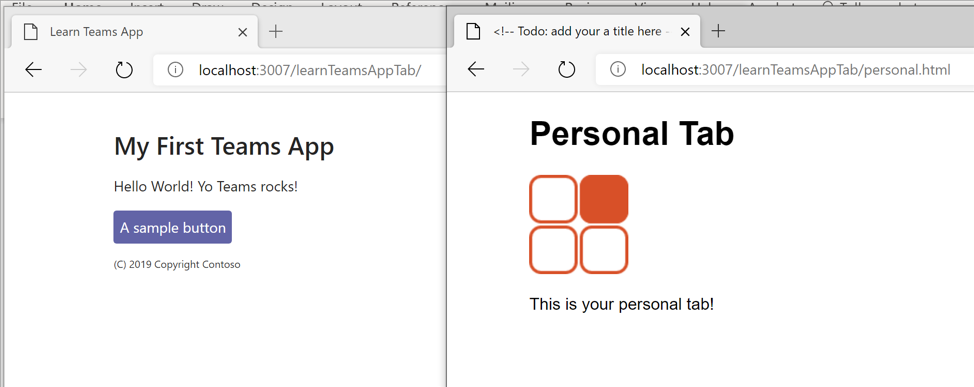 Learn Teams App
localhost:3007/learnTeamsAppTab/
My First Teams App
Hello World! Yo Teams rocks!
A sample button
(C) 2019 Copyright Contoso
<!-- Todo: add your a title here -
localhost:3007/learnTeamsAppTab/personal.html
Personal Tab
This is your personal tab!